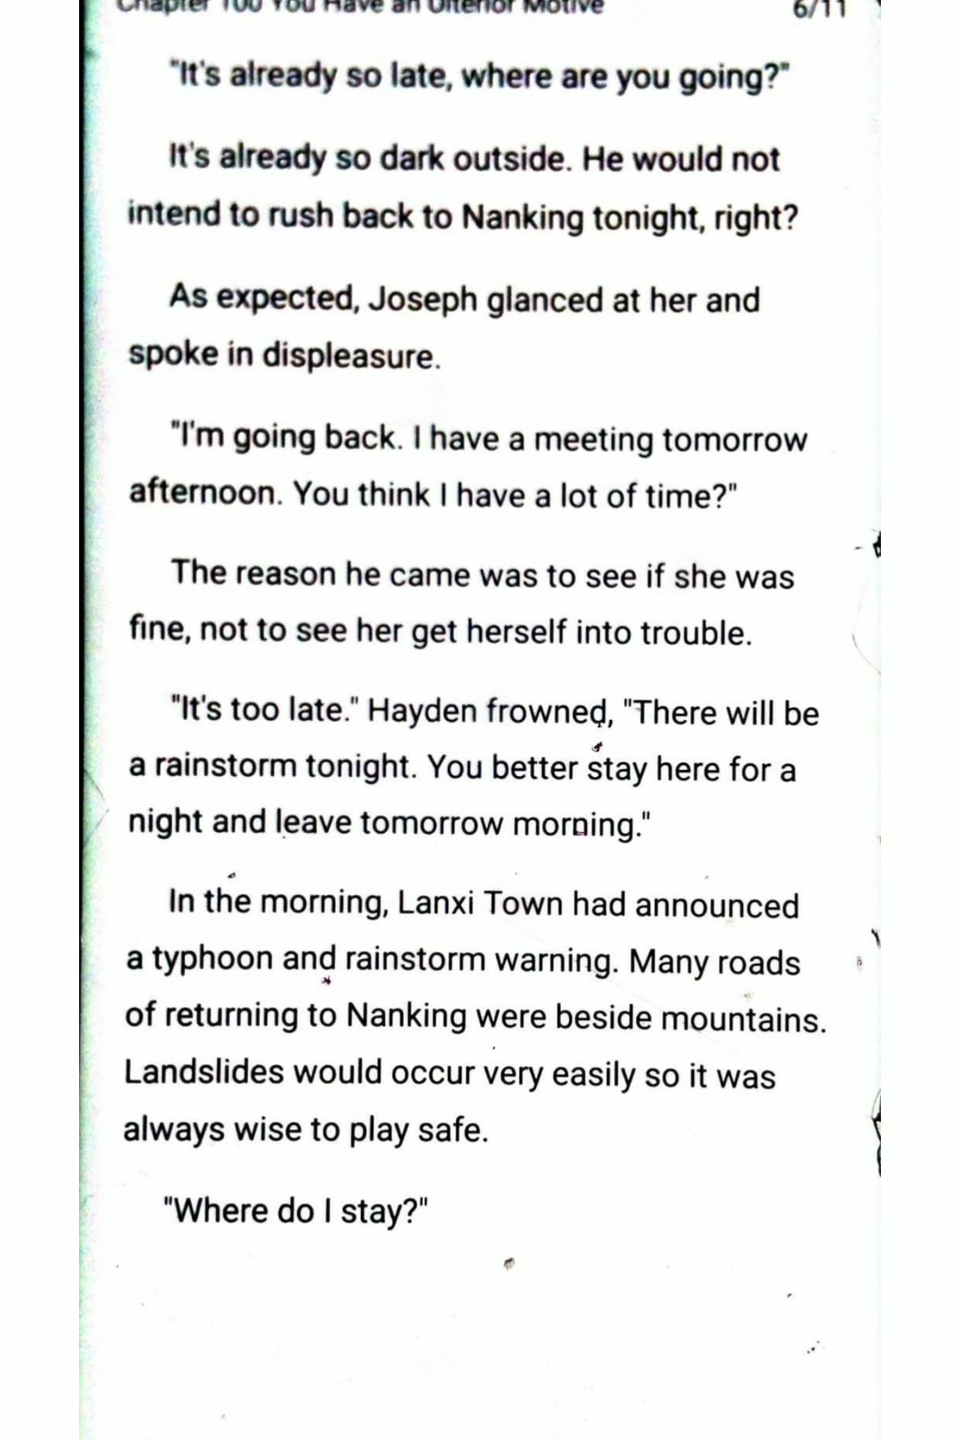 Chapter 100 You Have an Ulterior Motive 6/11
"It's already so late, where are you going?"
It's already so dark outside. He would not
intend to rush back to Nanking tonight, right?
As expected, Joseph glanced at her and
spoke in displeasure.
"I'm going back. I have a meeting tomorrow
afternoon. You think I have a lot of time?"
The reason he came was to see if she was
fine, not to see her get herself into trouble.
"It's too late." Hayden frowned, "There will be
a rainstorm tonight. You better stay here for a
night and leave tomorrow morning."
In the morning, Lanxi Town had announced
a typhoon and rainstorm warning. Many roads
of returning to Nanking were beside mountains.
Landslides would occur very easily so it was
always wise to play safe.
"Where do I stay?"